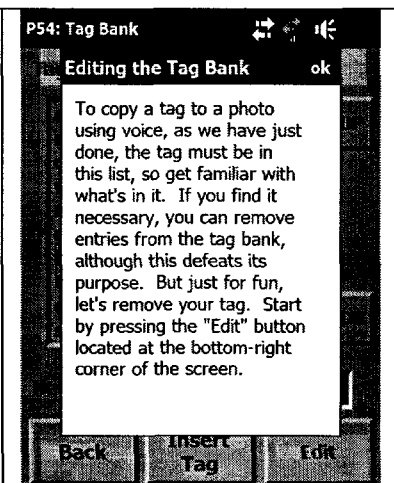 P54: Tag Bank
Editing the Tag Bank ok
To copy a tag to a photo
using voice, as we have just
done, the tag must be in
this list, so get familiar with
what's in it. If you find it
necessary, you can remove
entries from the tag bank,
although this defeats its
purpose. But just for fun,
let's remove your tag. Start
by pressing the "Edit" button
located at the bottom-right
corner of the screen.
Back Insert Edit
Tag